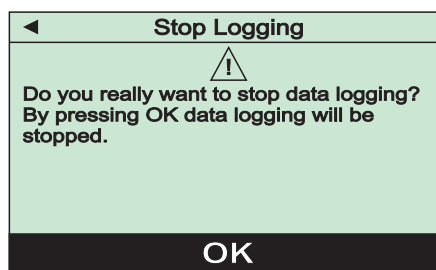 Stop Logging
Do you really want to stop data logging?
By pressing OK data logging will be
stopped.
OK